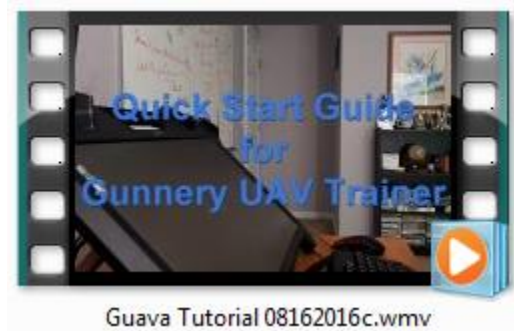 Quick Start Guide
for
Gunnery UAV Trainer
Guava Tutorial 08162016c.wmv